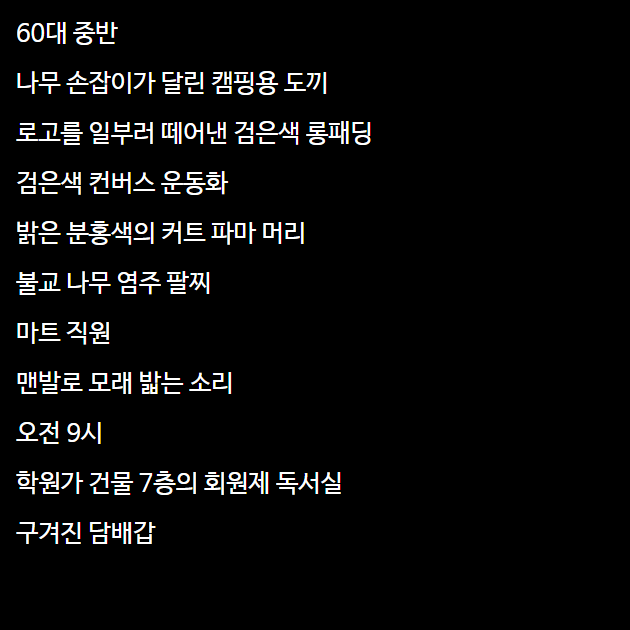 60대 중반
나무 손잡이가 달린 캠핑용 도끼
로고를 일부러 떼어낸 검은색 롱패딩
검은색 컨버스 운동화
밝은 분홍색의 커트 파마 머리
불교 나무 염주 팔찌
마트 직원
맨발로 모래 밟는 소리
오전 9시
학원가 건물 7층의 회원제 독서실
구겨진 담배갑